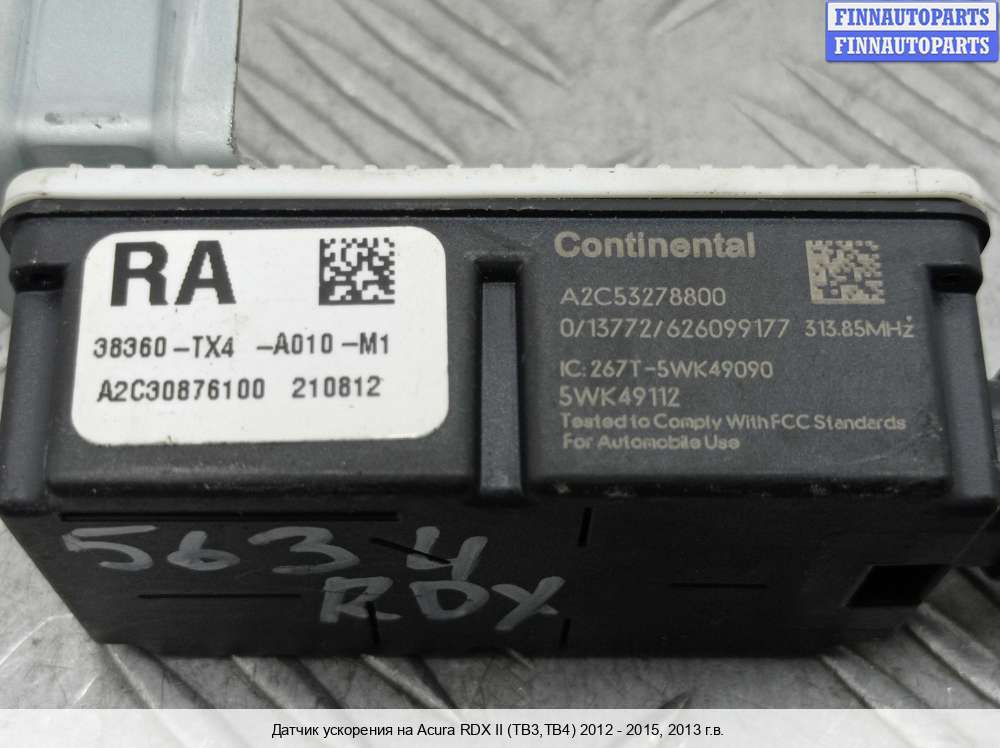 FINNAUTOPARTS
FINNAUTOPARTS
RA
38360-TX4 -A010-M1
A2C30876100 210812
Continental
A2C53278800
0/13772/626099177 313.85MHz
IC: 267T-5WK49090
5WK49112
Tested to Comply With FCC Standards
For Automobile Use
563 4
RDX
Датчик ускорения на Acura RDX II (TB3,TB4) 2012 - 2015, 2013 г.в.